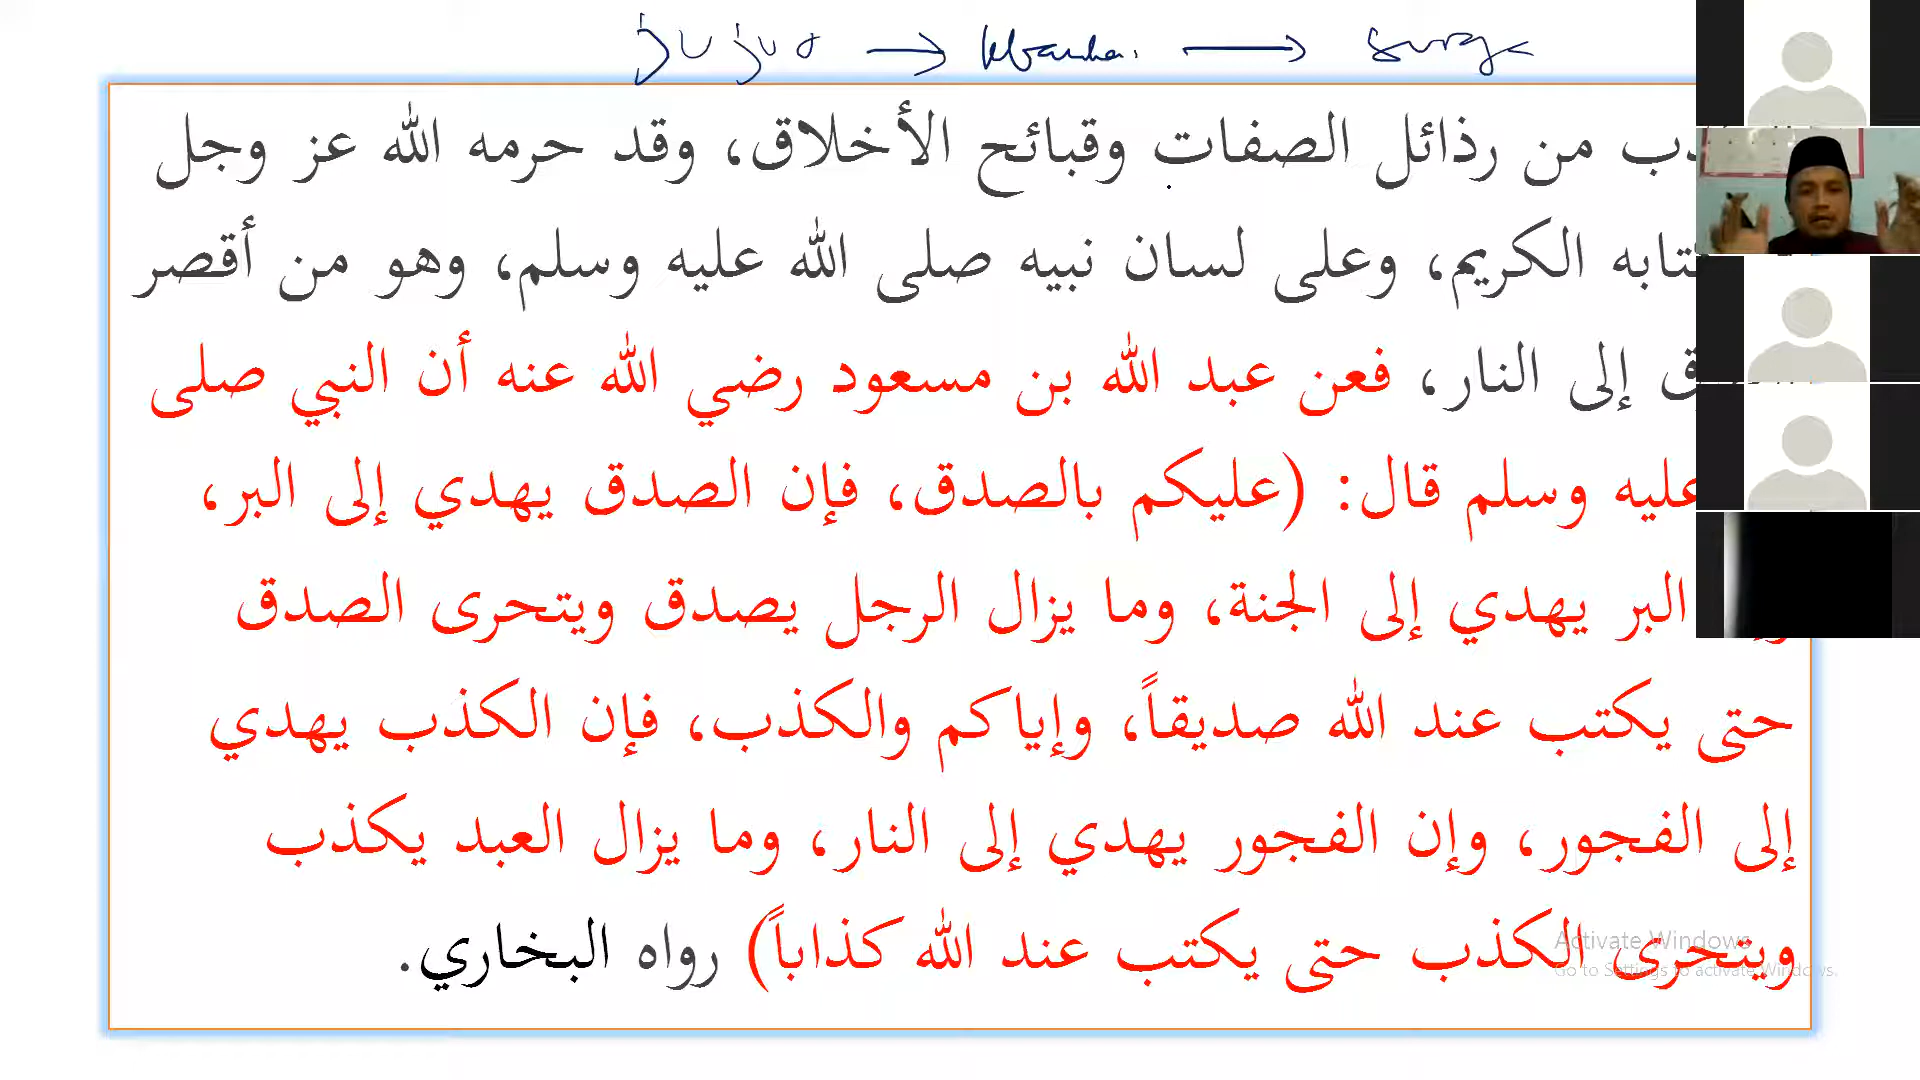 jujur → kebaikan → surga
من رذائل الصفات وقبائح الأخلاق، وقد حرمه الله عز وجل
الكريم، وعلى لسان نبيه صلى الله عليه وسلم، وهو من أقصر
إلى النار، فعن عبد الله بن مسعود رضي الله عنه أن النبي صلى
عليه وسلم قال: (عليكم بالصدق، فإن الصدق يهدي إلى البر،
البر يهدي إلى الجنة، وما يزال الرجل يصدق ويتحرى الصدق
حتى يكتب عند الله صديقاً، وإياكم والكذب، فإن الكذب يهدي
إلى الفجور، وإن الفجور يهدي إلى النار، وما يزال العبد يكذب
ويتحرى الكذب حتى يكتب عند الله كذاباً) رواه البخاري.
Activate Windows
Go to Settings to activate Windows.